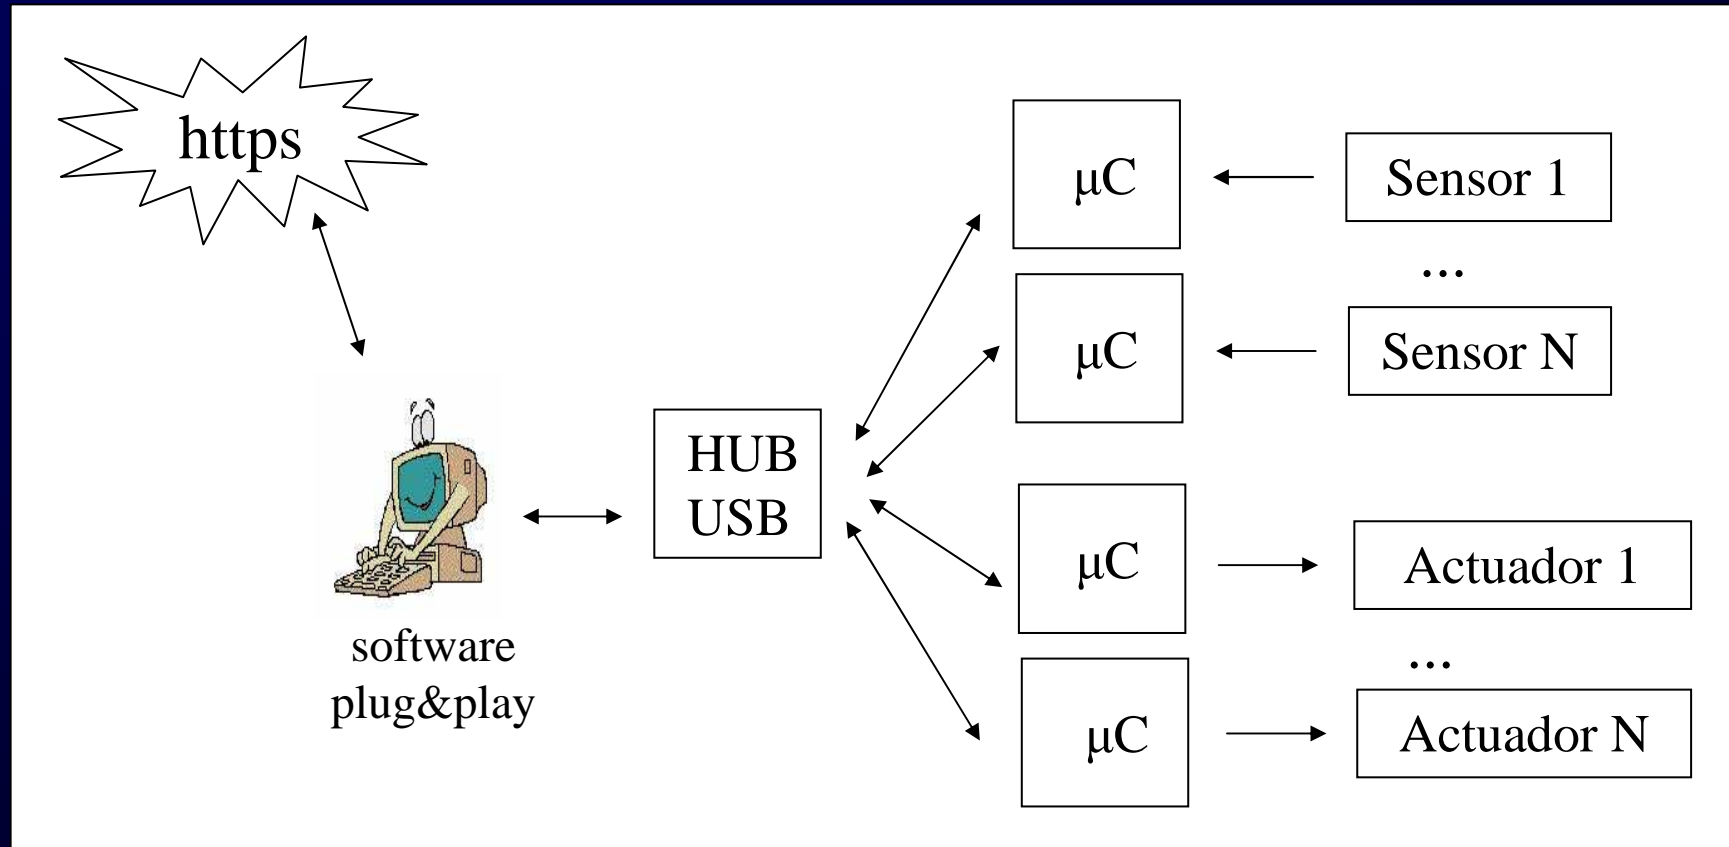 https
software
plug&play
HUB
USB
μC
Sensor 1
...
μC
Sensor N
μC
Actuador 1
...
μC
Actuador N